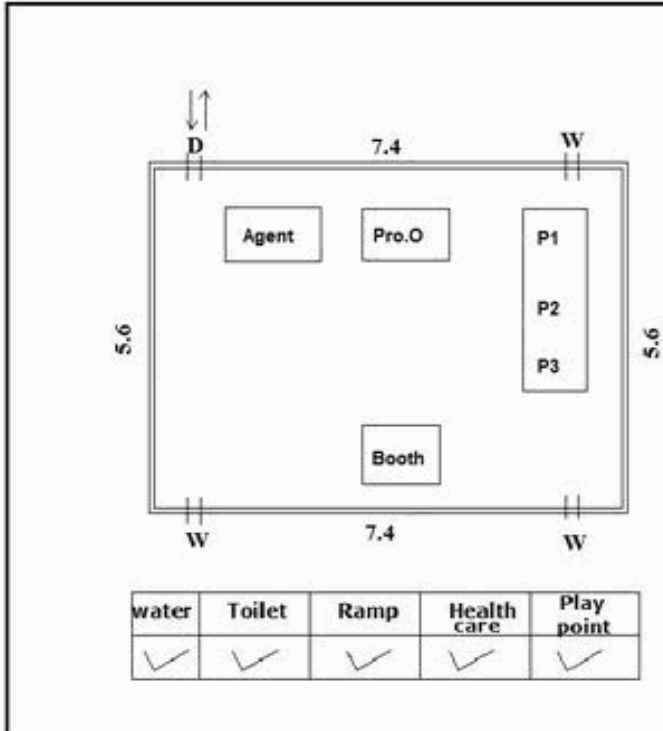 D
7.4
W
Agent
Pro.O
P1
P2
P3
5.6
5.6
Booth
W
7.4
W
water
Toilet
Ramp
Health
care
Play
point